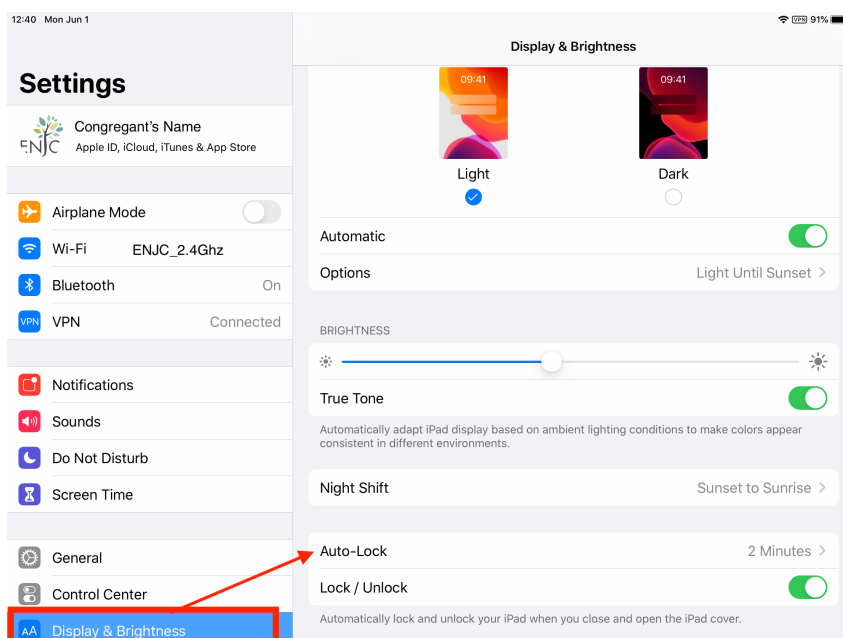 12:40 Mon Jun 1
VPN 91%
Settings
ENJC
Congregant's Name
Apple ID, iCloud, iTunes & App Store
Airplane Mode
Wi-Fi ENJC_2.4Ghz
Bluetooth On
VPN VPN Connected
Notifications
Sounds
Do Not Disturb
Screen Time
General
Control Center
AA Display & Brightness
Display & Brightness
09:41 09:41
Light Dark
Automatic
Options Light Until Sunset
BRIGHTNESS
True Tone
Automatically adapt iPad display based on ambient lighting conditions to make colors appear
consistent in different environments.
Night Shift Sunset to Sunrise
Auto-Lock 2 Minutes
Lock / Unlock
Automatically lock and unlock your iPad when you close and open the iPad cover.